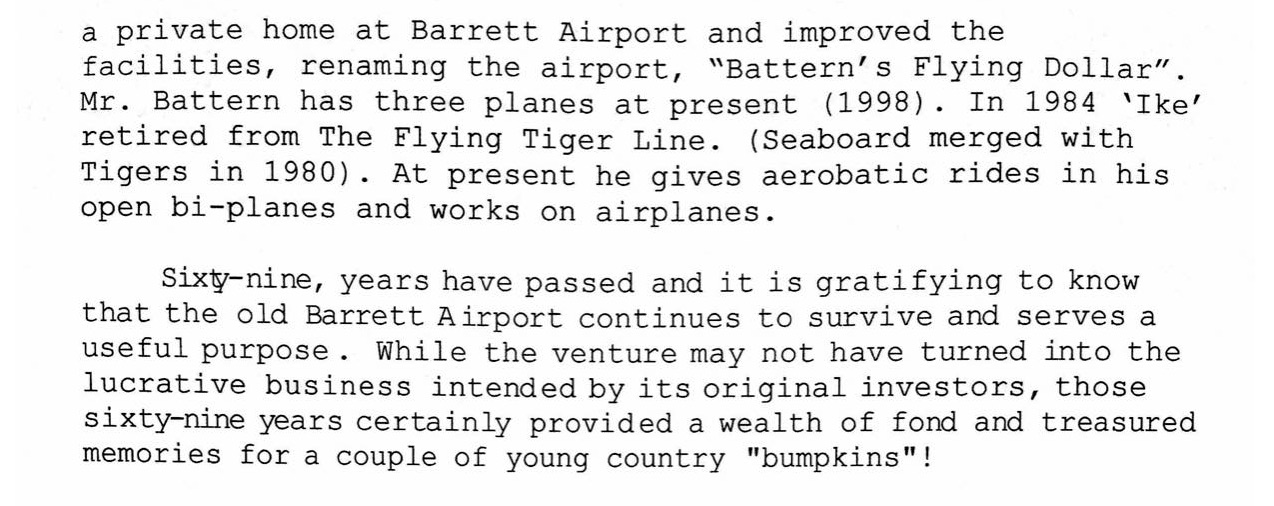 a private home at Barrett Airport and improved the
facilities, renaming the airport, “Battern’s Flying Dollar”.
Mr. Battern has three planes at present (1998). In 1984 ‘Ike’
retired from The Flying Tiger Line. (Seaboard merged with
Tigers in 1980). At present he gives aerobatic rides in his
open bi-planes and works on airplanes.
Sixty-nine, years have passed and it is gratifying to know
that the old Barrett Airport continues to survive and serves a
useful purpose. While the venture may not have turned into the
lucrative business intended by its original investors, those
sixty-nine years certainly provided a wealth of fond and treasured
memories for a couple of young country "bumpkins"!